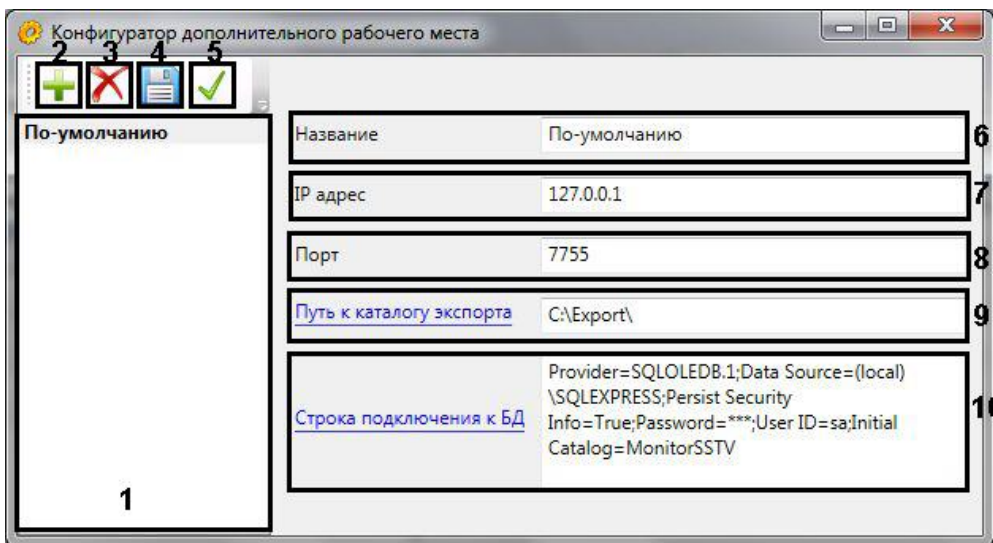 Конфигуратор дополнительного рабочего места
2 3 4 5
По-умолчанию
1
Название По-умолчанию 6
IP адрес 127.0.0.1 7
Порт 7755 8
Путь к каталогу экспорта C:\Export\ 9
Строка подключения к БД
Provider=SQLOLEDB.1;Data Source=(local)
\SQLEXPRESS;Persist Security
Info=True;Password=***;User ID=sa;Initial
Catalog=MonitorSSTV
10